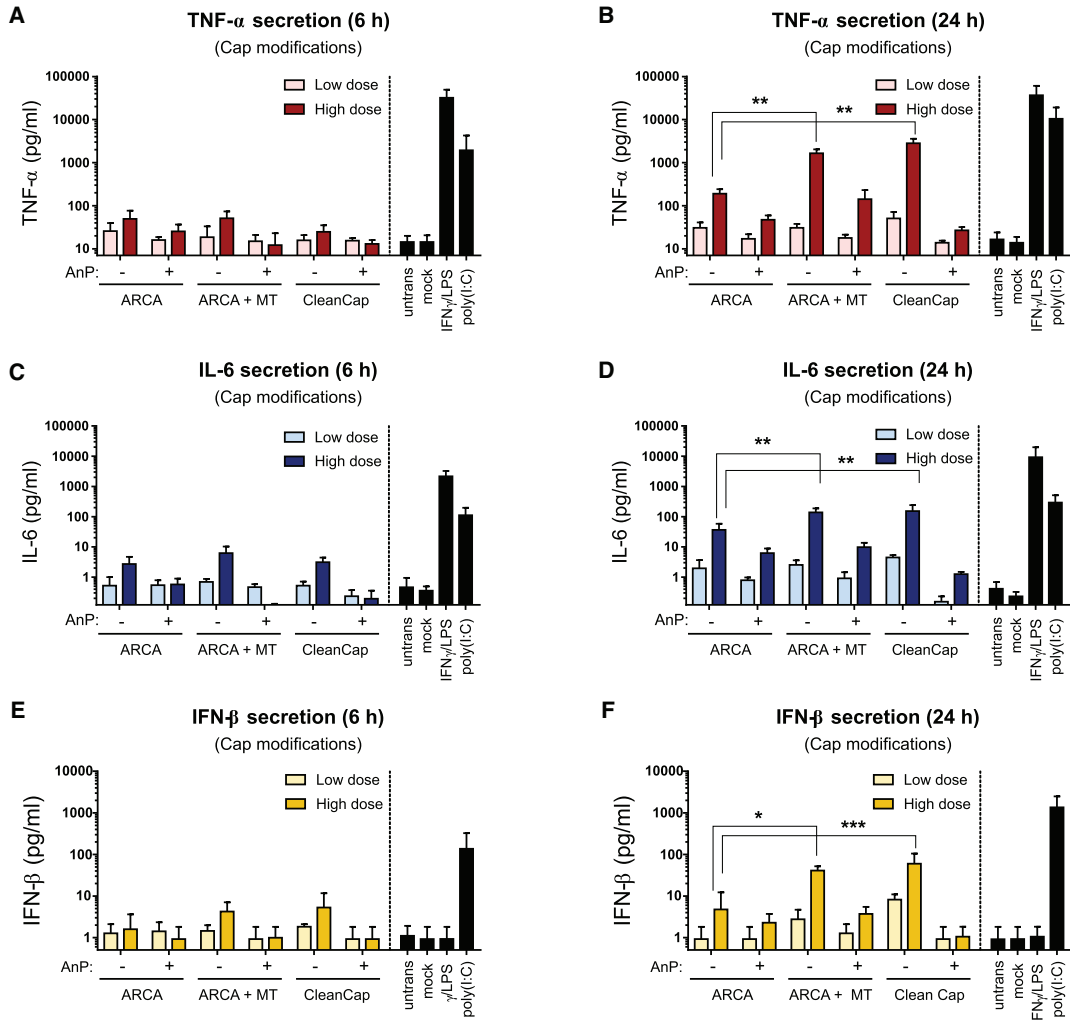 A
TNF-α secretion (6 h)
(Cap modifications)
TNF-α (pg/ml)
100000
10000
1000
100
10
Low dose
High dose
AnP: - + - + - +
ARCA ARCA + MT CleanCap
untrans
mock
IFNγ/LPS
poly(I:C)
B
TNF-α secretion (24 h)
(Cap modifications)
TNF-α (pg/ml)
100000
10000
1000
100
10
Low dose
High dose
**
**
AnP: - + - + - +
ARCA ARCA + MT CleanCap
untrans
mock
IFNγ/LPS
poly(I:C)
C
IL-6 secretion (6 h)
(Cap modifications)
IL-6 (pg/ml)
100000
10000
1000
100
10
1
Low dose
High dose
AnP: - + - + - +
ARCA ARCA + MT CleanCap
untrans
mock
IFNγ/LPS
poly(I:C)
D
IL-6 secretion (24 h)
(Cap modifications)
IL-6 (pg/ml)
100000
10000
1000
100
10
1
Low dose
High dose
**
**
AnP: - + - + - +
ARCA ARCA + MT CleanCap
untrans
mock
IFNγ/LPS
poly(I:C)
E
IFN-β secretion (6 h)
(Cap modifications)
IFN-β (pg/ml)
10000
1000
100
10
1
Low dose
High dose
AnP: - + - + - +
ARCA ARCA + MT CleanCap
untrans
mock
γ/LPS
poly(I:C)
F
IFN-β secretion (24 h)
(Cap modifications)
IFN-β (pg/ml)
10000
1000
100
10
1
Low dose
High dose
*
***
AnP: - + - + - +
ARCA ARCA + MT Clean Cap
untrans
mock
FNγ/LPS
poly(I:C)